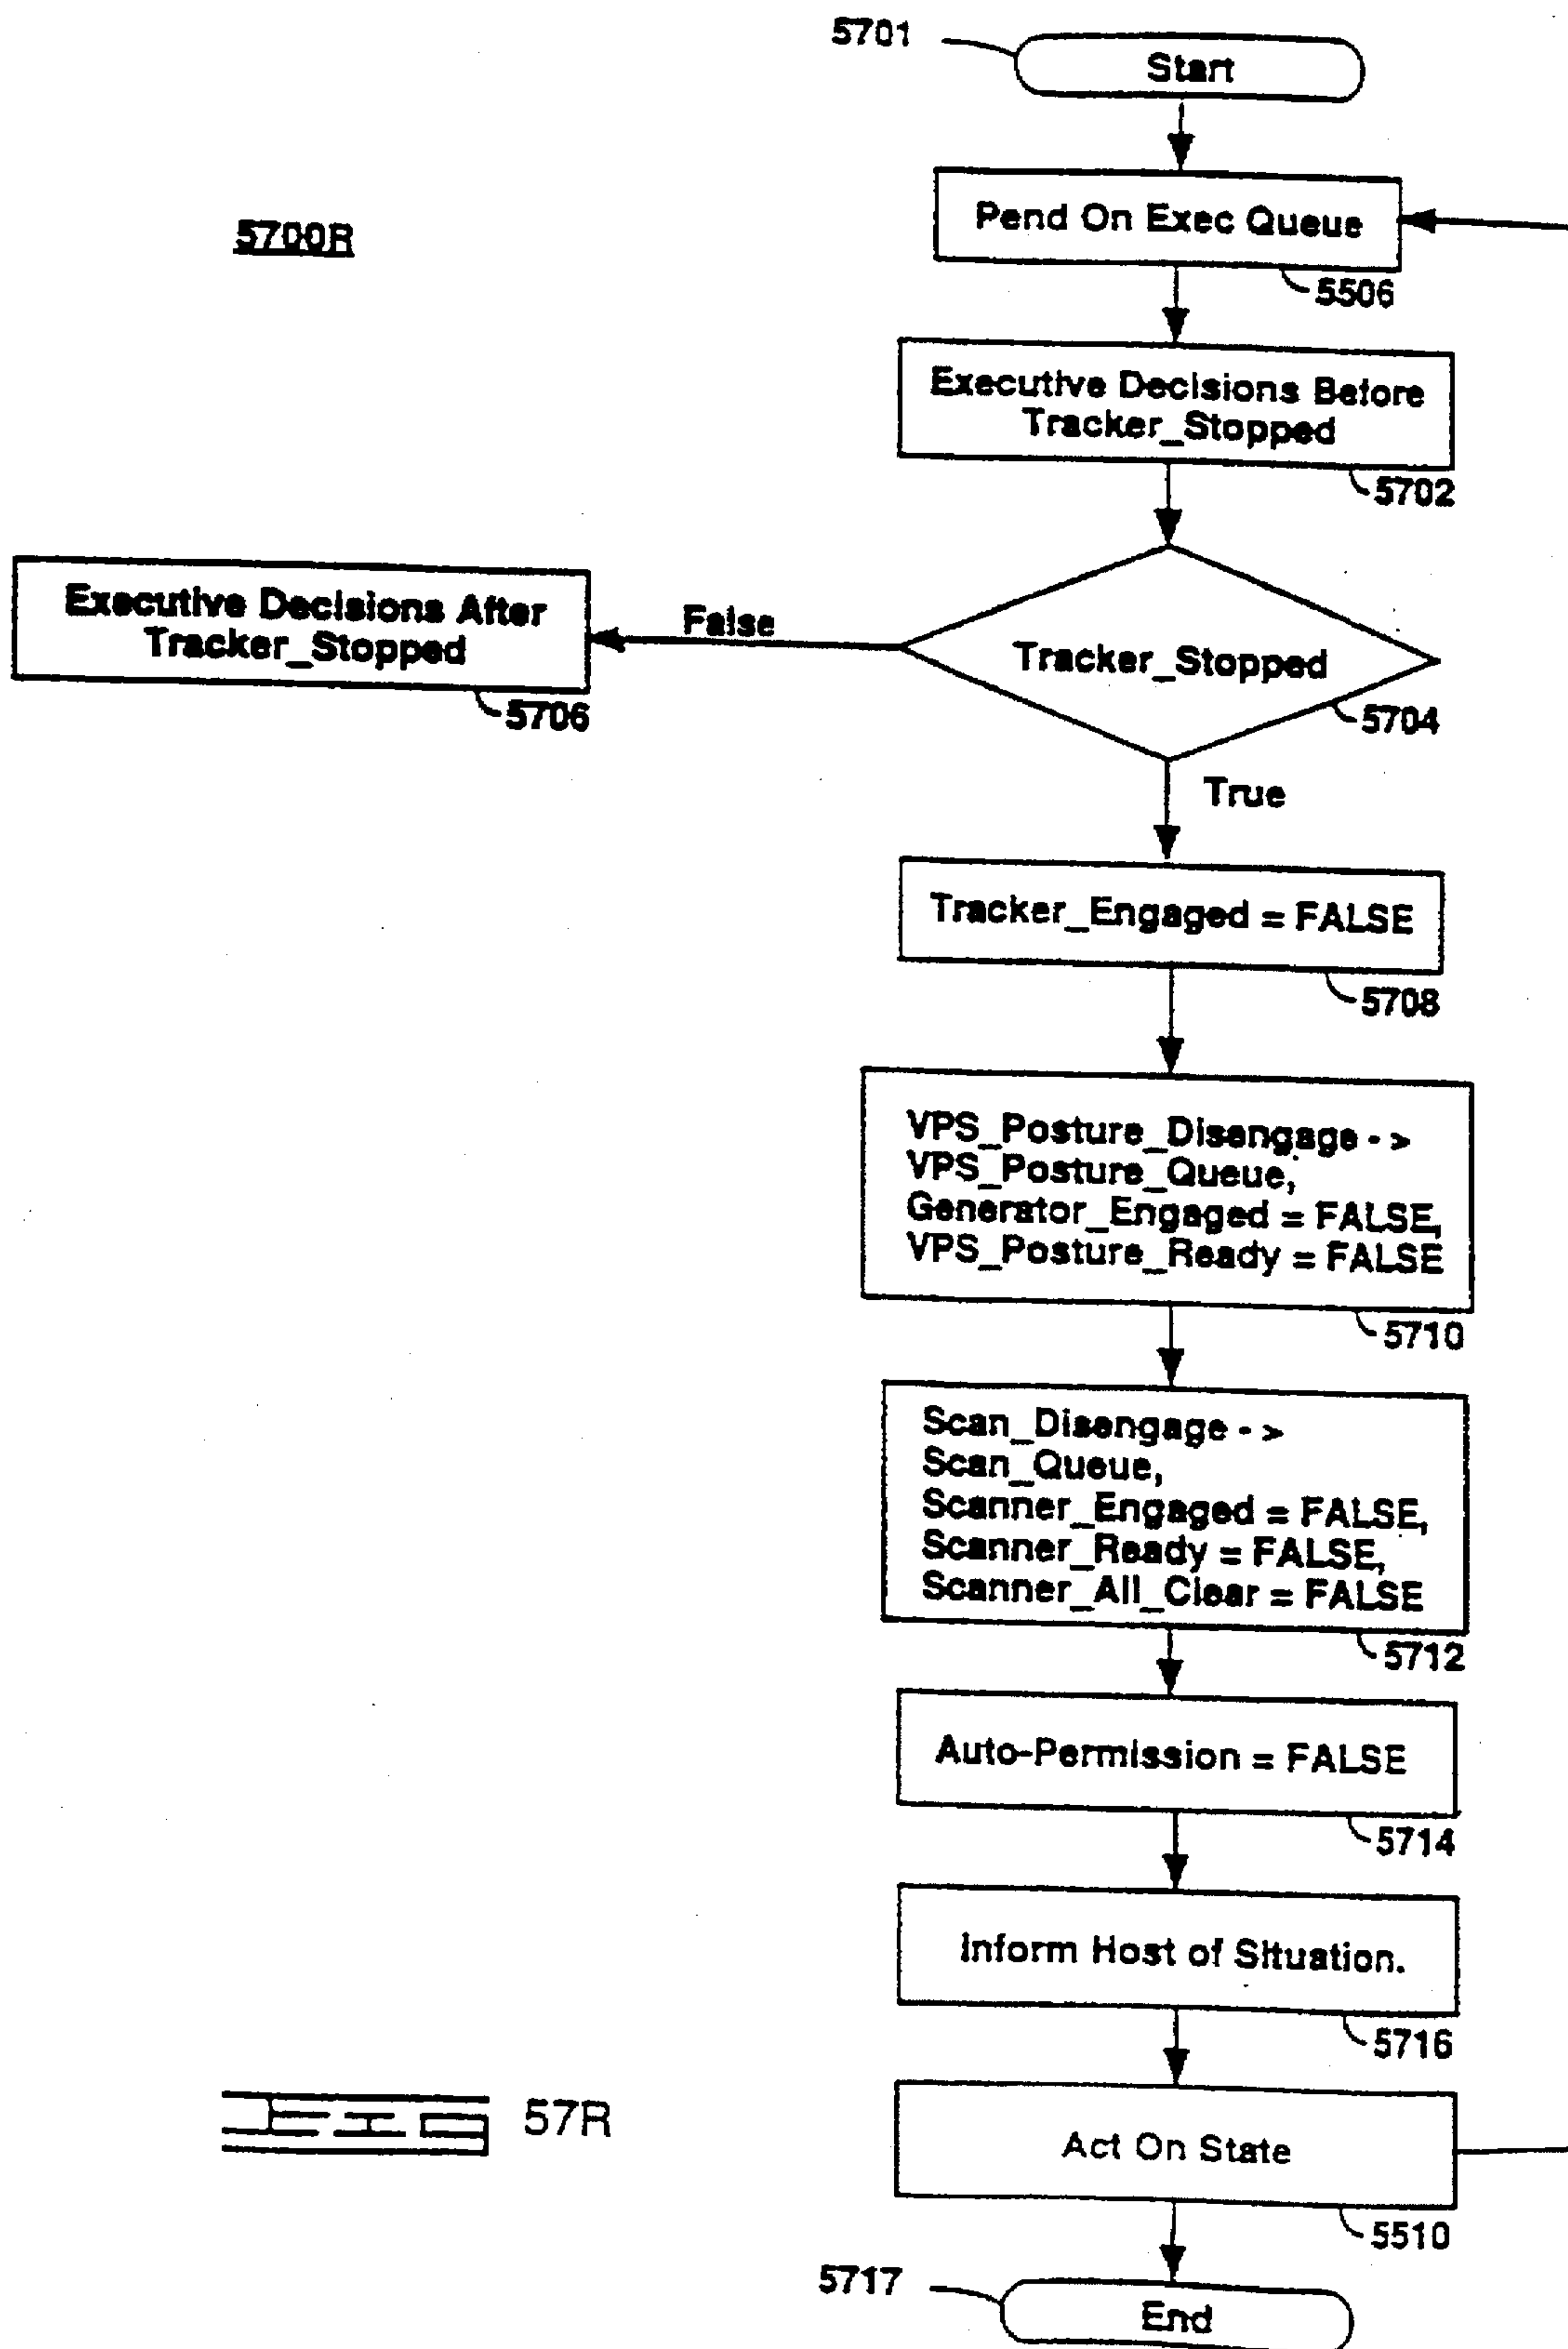 5701
Start
5700R
Pend On Exec Queue
5506
Executive Decisions Before
Tracker_Stopped
5702
Executive Decisions After
Tracker_Stopped
5706
False
Tracker_Stopped
5704
True
Tracker_Engaged = FALSE
5708
VPS_Posture_Disengage - >
VPS_Posture_Queue,
Generator_Engaged = FALSE,
VPS_Posture_Ready = FALSE
5710
Scan_Disengage - >
Scan_Queue,
Scanner_Engaged = FALSE,
Scanner_Ready = FALSE,
Scanner_All_Clear = FALSE
5712
Auto-Permission = FALSE
5714
Inform Host of Situation.
5716
57R
Act On State
5510
5717
End